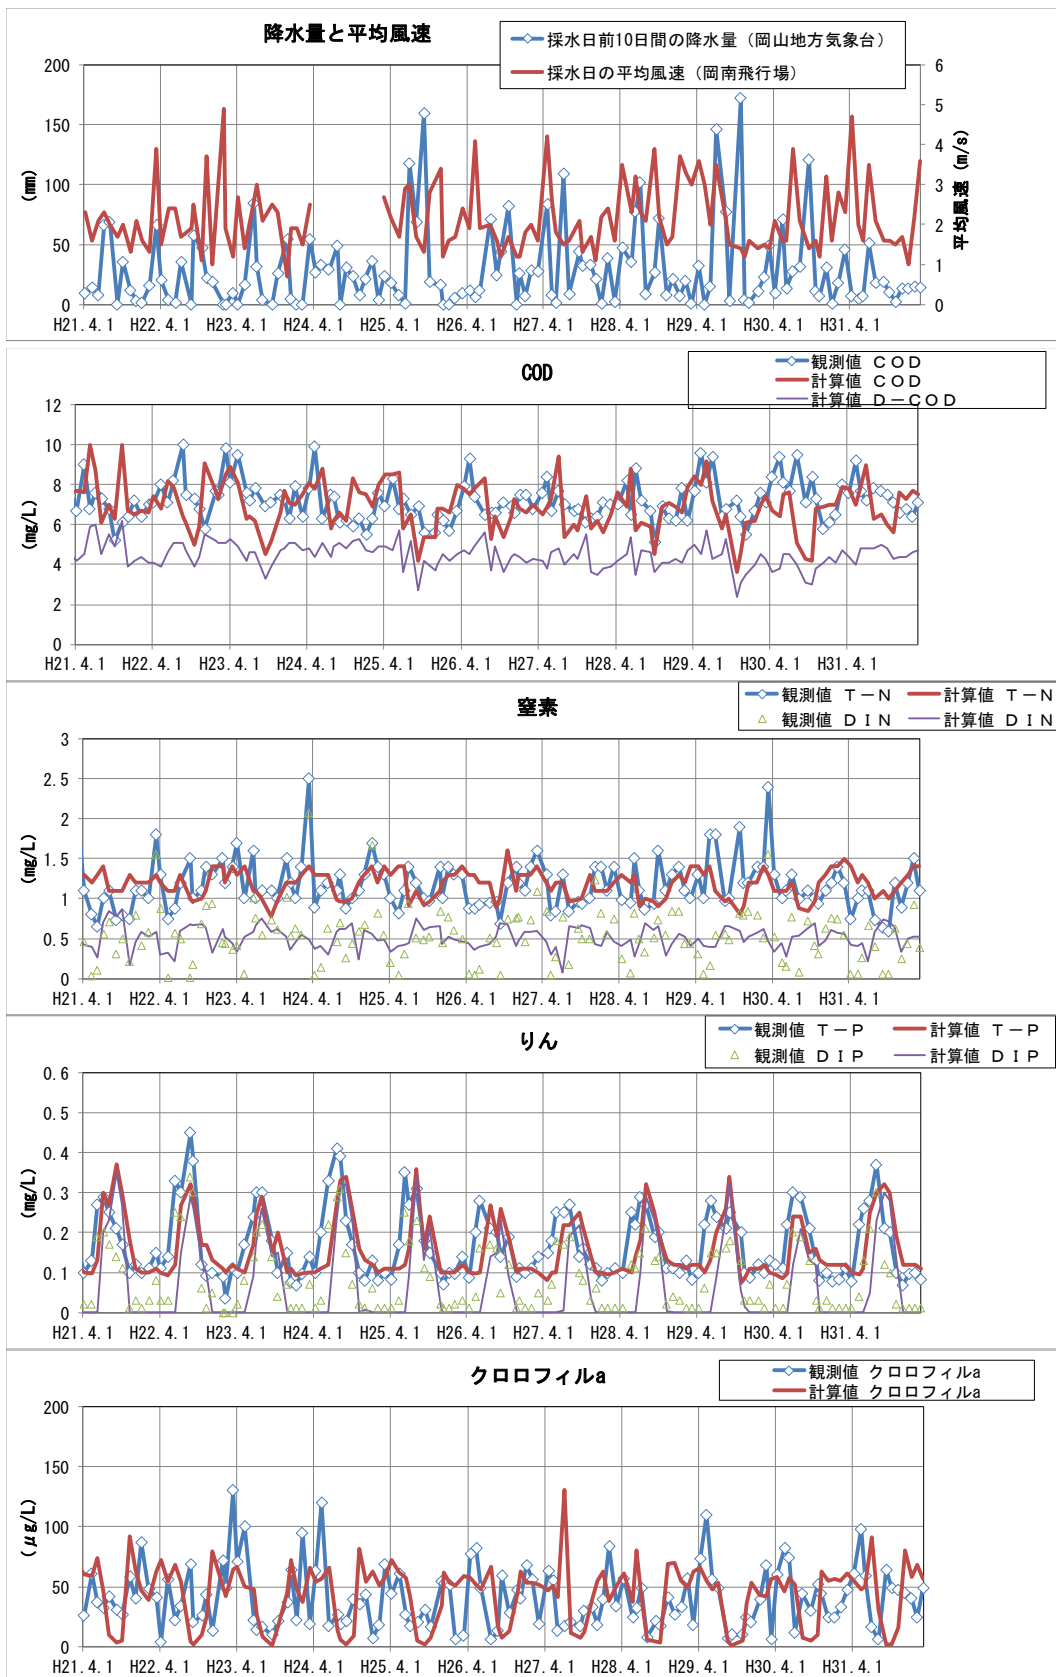 降水量と平均風速
採水日前10日間の降水量（岡山地方気象台）
採水日の平均風速（岡南飛行場）
200
150
100
50
0
(mm)
6
5
4
3
2
1
0
平均風速 (m/s)
H21.4.1 H22.4.1 H23.4.1 H24.4.1 H25.4.1 H26.4.1 H27.4.1 H28.4.1 H29.4.1 H30.4.1 H31.4.1
COD
観測値 ＣＯＤ
計算値 ＣＯＤ
計算値 Ｄ－ＣＯＤ
12
10
8
6
4
2
0
(mg/L)
H21.4.1 H22.4.1 H23.4.1 H24.4.1 H25.4.1 H26.4.1 H27.4.1 H28.4.1 H29.4.1 H30.4.1 H31.4.1
窒素
観測値 Ｔ－Ｎ 計算値 Ｔ－Ｎ
観測値 ＤＩＮ 計算値 ＤＩＮ
3
2.5
2
1.5
1
0.5
0
(mg/L)
H21.4.1 H22.4.1 H23.4.1 H24.4.1 H25.4.1 H26.4.1 H27.4.1 H28.4.1 H29.4.1 H30.4.1 H31.4.1
りん
観測値 Ｔ－Ｐ 計算値 Ｔ－Ｐ
観測値 ＤＩＰ 計算値 ＤＩＰ
0.6
0.5
0.4
0.3
0.2
0.1
0
(mg/L)
H21.4.1 H22.4.1 H23.4.1 H24.4.1 H25.4.1 H26.4.1 H27.4.1 H28.4.1 H29.4.1 H30.4.1 H31.4.1
クロロフィルa
観測値 クロロフィルa
計算値 クロロフィルa
200
150
100
50
0
(μg/L)
H21.4.1 H22.4.1 H23.4.1 H24.4.1 H25.4.1 H26.4.1 H27.4.1 H28.4.1 H29.4.1 H30.4.1 H31.4.1